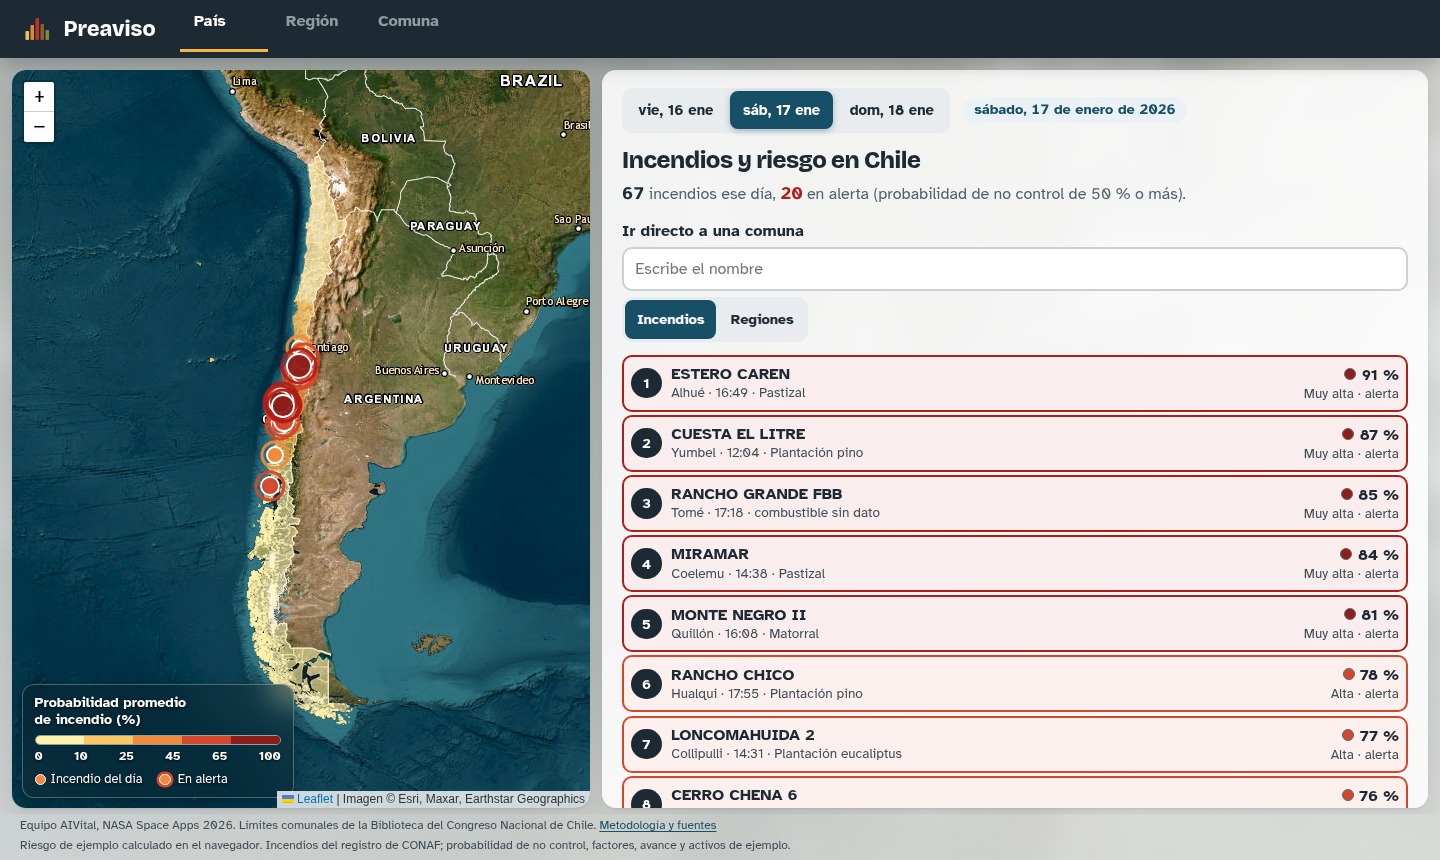 Preaviso
País
Región
Comuna
+
−
Lima
BRAZIL
BOLIVIA
PARAGUAY
Asunción
Porto Alegre
URUGUAY
Buenos Aires
Montevideo
ARGENTINA
Probabilidad promedio
de incendio (%)
0 10 25 45 65 100
Incendio del día
En alerta
Leaflet | Imagen © Esri, Maxar, Earthstar Geographics
vie, 16 ene
sáb, 17 ene
dom, 18 ene
sábado, 17 de enero de 2026
Incendios y riesgo en Chile
67 incendios ese día, 20 en alerta (probabilidad de no control de 50 % o más).
Ir directo a una comuna
Escribe el nombre
Incendios
Regiones
1
ESTERO CAREN
Alhué · 16:49 · Pastizal
91 %
Muy alta · alerta
2
CUESTA EL LITRE
Yumbel · 12:04 · Plantación pino
87 %
Muy alta · alerta
3
RANCHO GRANDE FBB
Tomé · 17:18 · combustible sin dato
85 %
Muy alta · alerta
4
MIRAMAR
Coelemu · 14:38 · Pastizal
84 %
Muy alta · alerta
5
MONTE NEGRO II
Quillón · 16:08 · Matorral
81 %
Muy alta · alerta
6
RANCHO CHICO
Hualqui · 17:55 · Plantación pino
78 %
Alta · alerta
7
LONCOMAHUIDA 2
Collipulli · 14:31 · Plantación eucaliptus
77 %
Alta · alerta
8
CERRO CHENA 6
76 %
Equipo AIVital, NASA Space Apps 2026. Límites comunales de la Biblioteca del Congreso Nacional de Chile. Metodología y fuentes
Riesgo de ejemplo calculado en el navegador. Incendios del registro de CONAF; probabilidad de no control, factores, avance y activos de ejemplo.